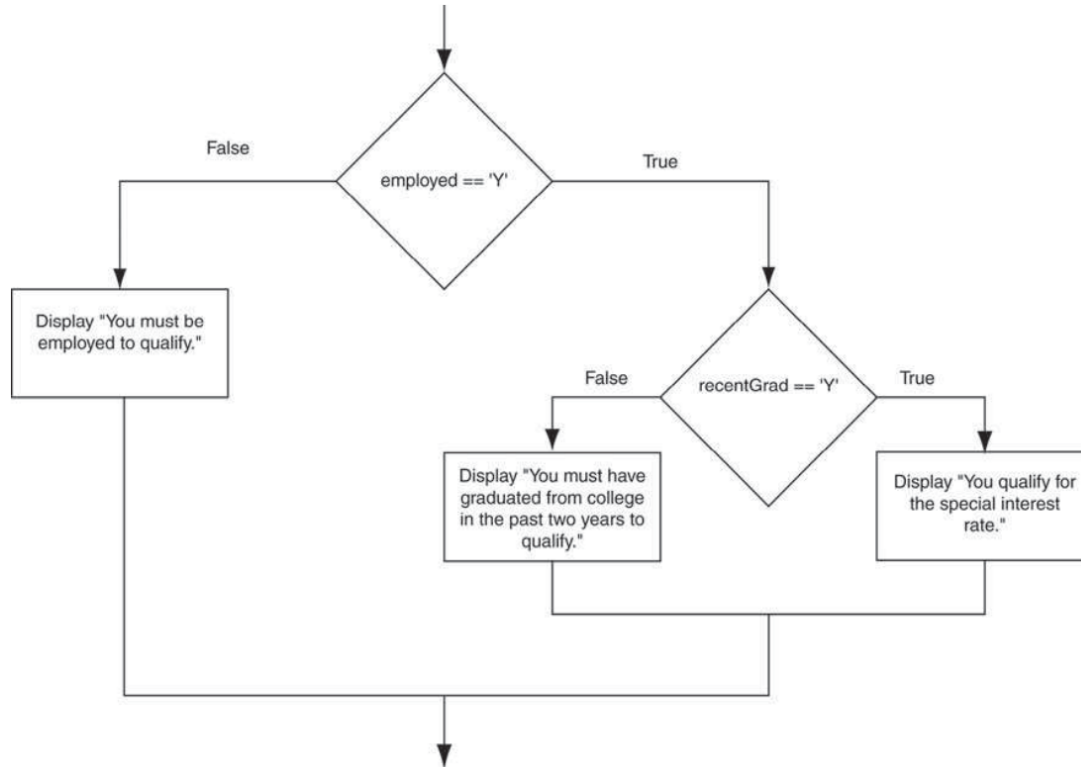 False
employed == 'Y'
True
Display "You must be
employed to qualify."
False
recentGrad == 'Y'
True
Display "You must have
graduated from college
in the past two years to
qualify."
Display "You qualify for
the special interest
rate."